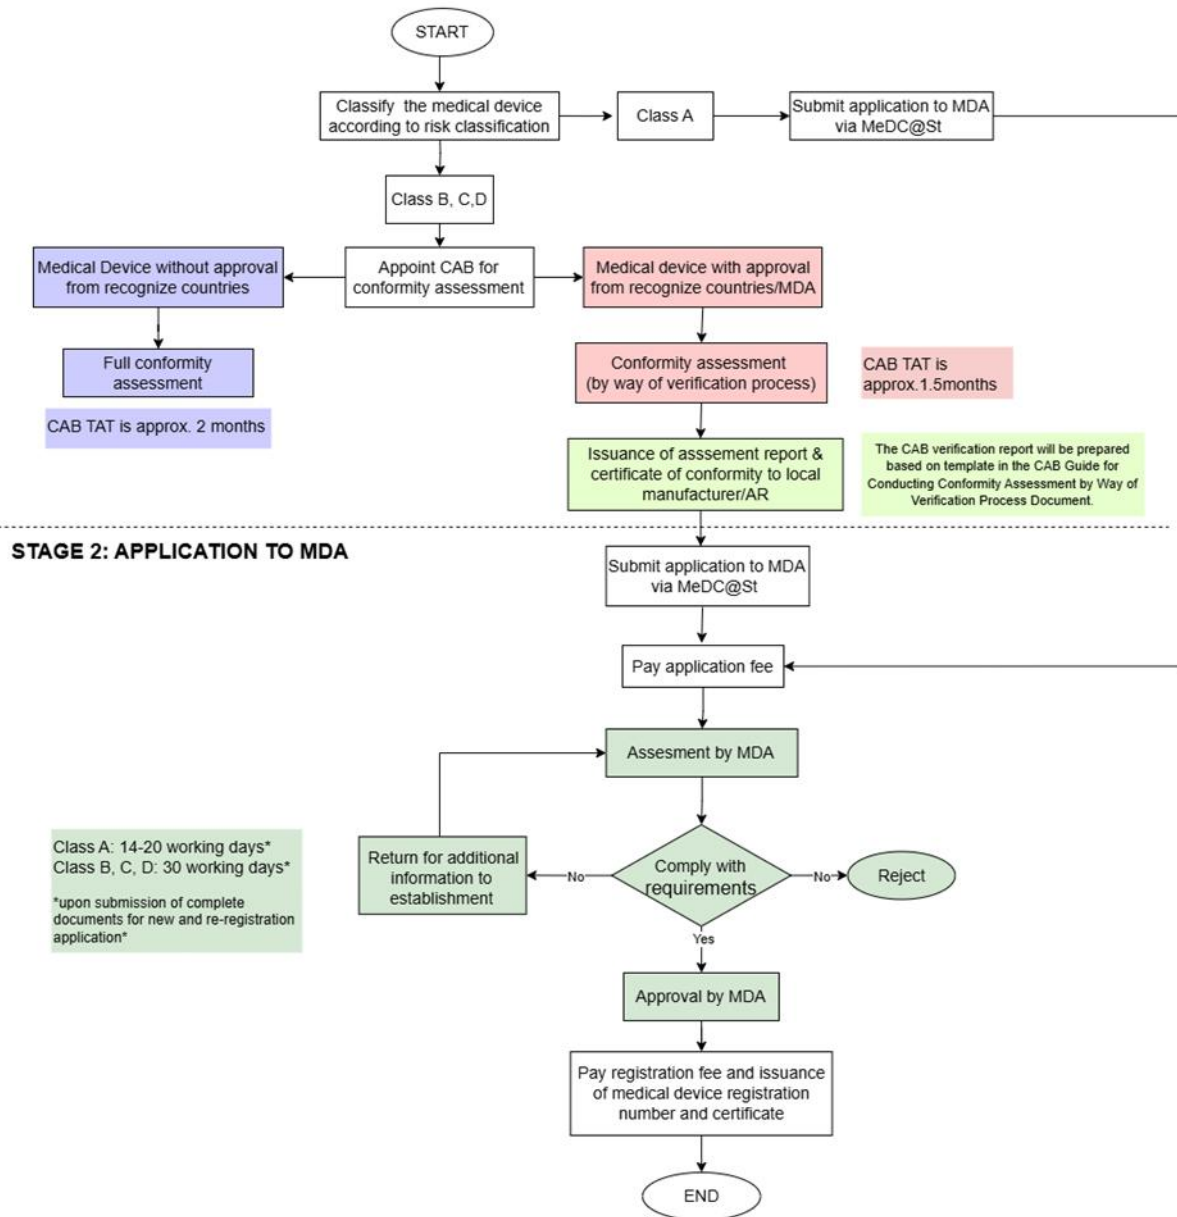 START
Classify the medical device
according to risk classification
Class A
Submit application to MDA
via MeDC@St
Class B, C,D
Medical Device without approval
from recognize countries
Appoint CAB for
conformity assessment
Medical device with approval
from recognize countries/MDA
Full conformity
assessment
Conformity assessment
(by way of verification process)
CAB TAT is
approx.1.5months
CAB TAT is approx. 2 months
Issuance of asssement report &
certificate of conformity to local
manufacturer/AR
The CAB verification report will be prepared
based on template in the CAB Guide for
Conducting Conformity Assessment by Way of
Verification Process Document.
STAGE 2: APPLICATION TO MDA
Submit application to MDA
via MeDC@St
Pay application fee
Assesment by MDA
Class A: 14-20 working days*
Class B, C, D: 30 working days*
*upon submission of complete
documents for new and re-registration
application*
Return for additional
information to
establishment
No
Comply with
requirements
No
Reject
Yes
Approval by MDA
Pay registration fee and issuance
of medical device registration
number and certificate
END